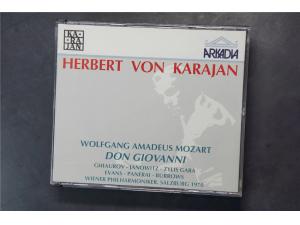 KA
RA
JAN
ARKADIA
HERBERT VON KARAJAN
WOLFGANG AMADEUS MOZART
DON GIOVANNI
GHIAUROV - JANOWITZ - ZYLIS GARA
EVANS - PANERAI - BURROWS
WIENER PHILHARMONIKER, SALZBURG 1970